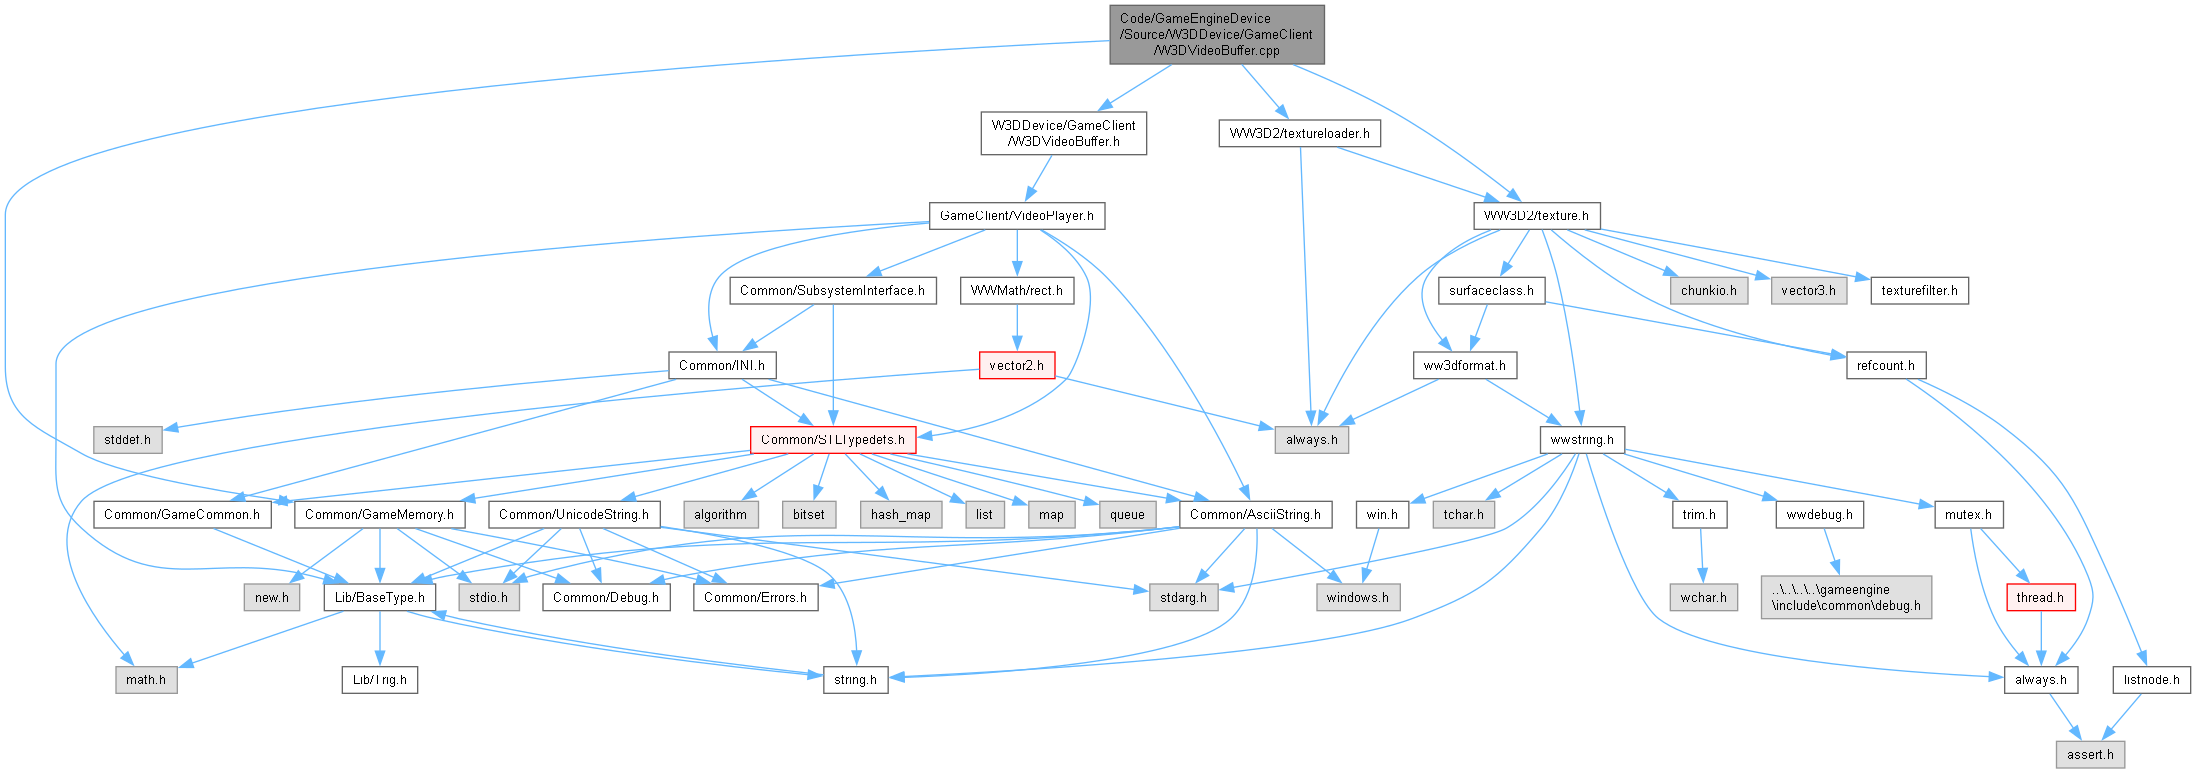 Code/GameEngineDevice
/Source/W3DDevice/GameClient
/W3DVideoBuffer.cpp
W3DDevice/GameClient
/W3DVideoBuffer.h
WW3D2/textureloader.h
GameClient/VideoPlayer.h
WW3D2/texture.h
Common/SubsystemInterface.h
WWMath/rect.h
surfaceclass.h
chunkio.h
vector3.h
texturefilter.h
Common/INI.h
vector2.h
ww3dformat.h
refcount.h
stddef.h
Common/STLTypedefs.h
always.h
wwstring.h
Common/GameCommon.h
Common/GameMemory.h
Common/UnicodeString.h
algorithm
bitset
hash_map
list
map
queue
Common/AsciiString.h
win.h
tchar.h
trim.h
wwdebug.h
mutex.h
new.h
Lib/BaseType.h
stdio.h
Common/Debug.h
Common/Errors.h
stdarg.h
windows.h
wchar.h
..\..\..\..\gameengine
\include\common\debug.h
thread.h
math.h
Lib/Trig.h
string.h
always.h
listnode.h
assert.h